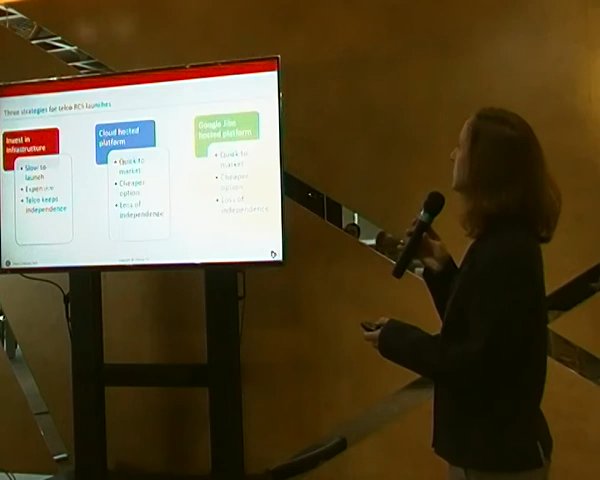 Three strategies for telco RCS launches
Invest in
infrastructure
• Slow to
launch
• Expensive
• Telco keeps
independence
Cloud hosted
platform
• Quick to
market
• Cheaper
option
• Loss of
independence
Google Jibe
hosted platform
• Quick to
market
• Cheaper
option
• Loss of
independence